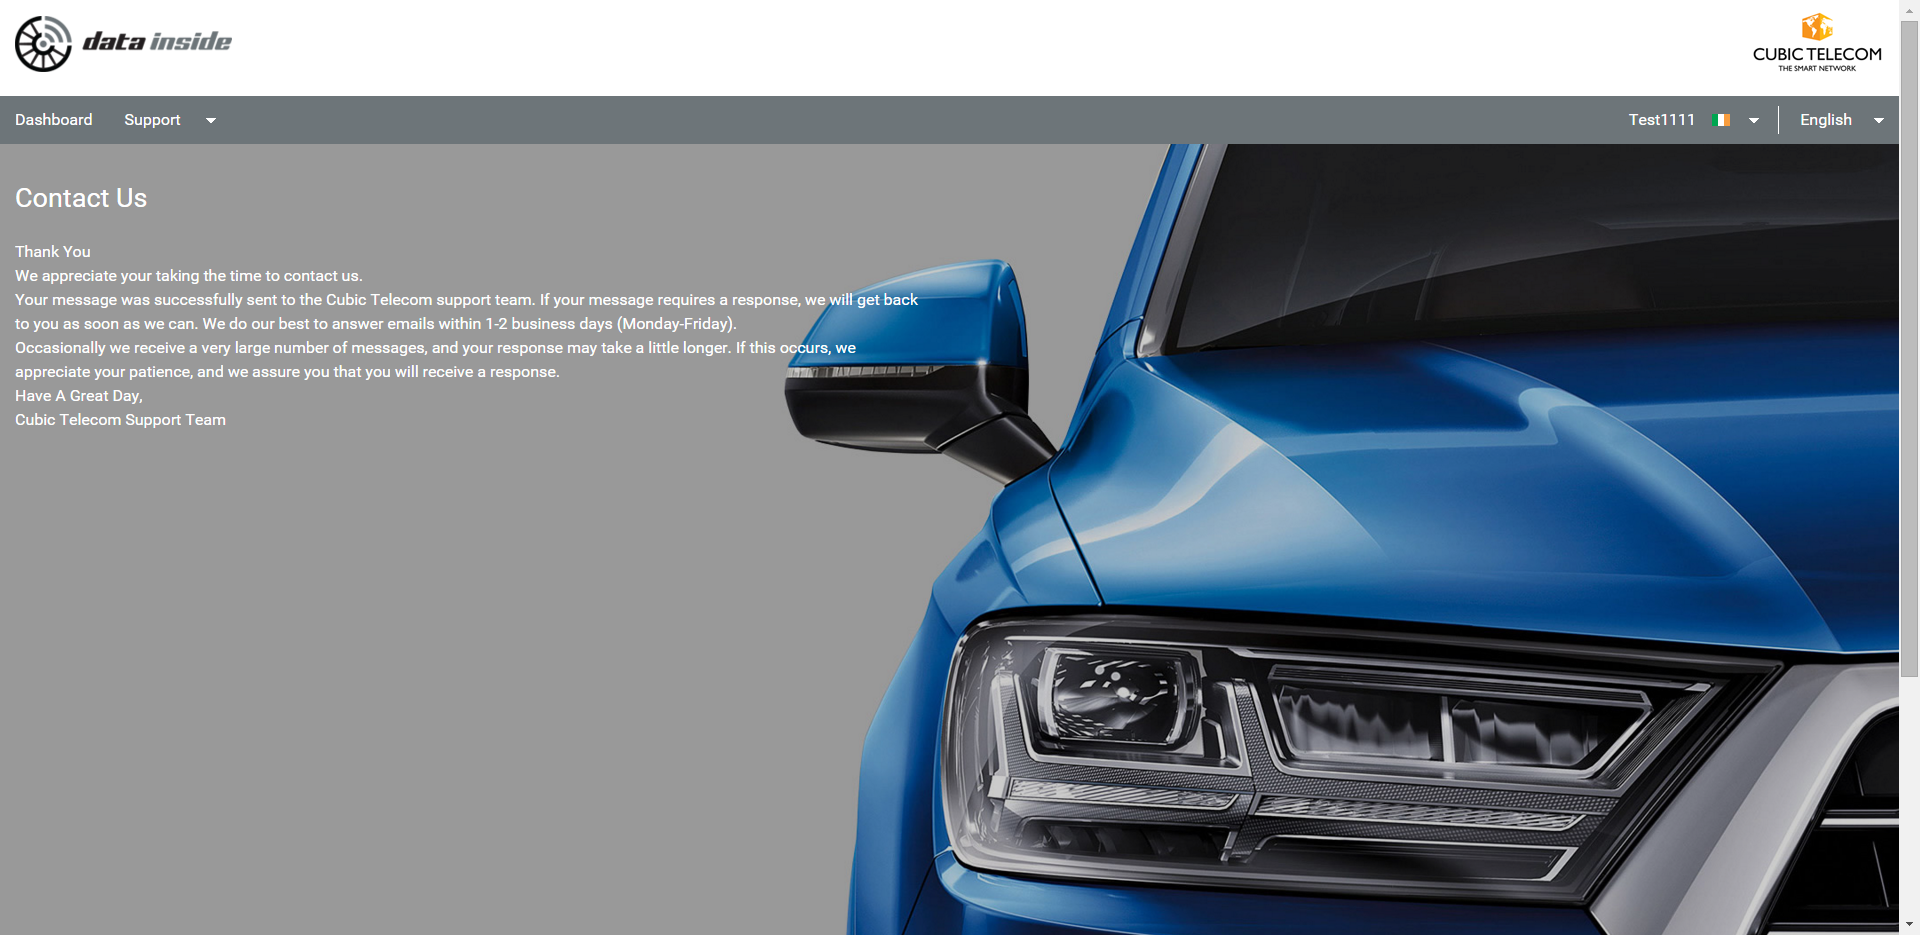 data inside
CUBIC TELECOM
THE SMART NETWORK
Dashboard Support Test1111 English
Contact Us
Thank You
We appreciate your taking the time to contact us.
Your message was successfully sent to the Cubic Telecom support team. If your message requires a response, we will get back
to you as soon as we can. We do our best to answer emails within 1-2 business days (Monday-Friday).
Occasionally we receive a very large number of messages, and your response may take a little longer. If this occurs, we
appreciate your patience, and we assure you that you will receive a response.
Have A Great Day,
Cubic Telecom Support Team